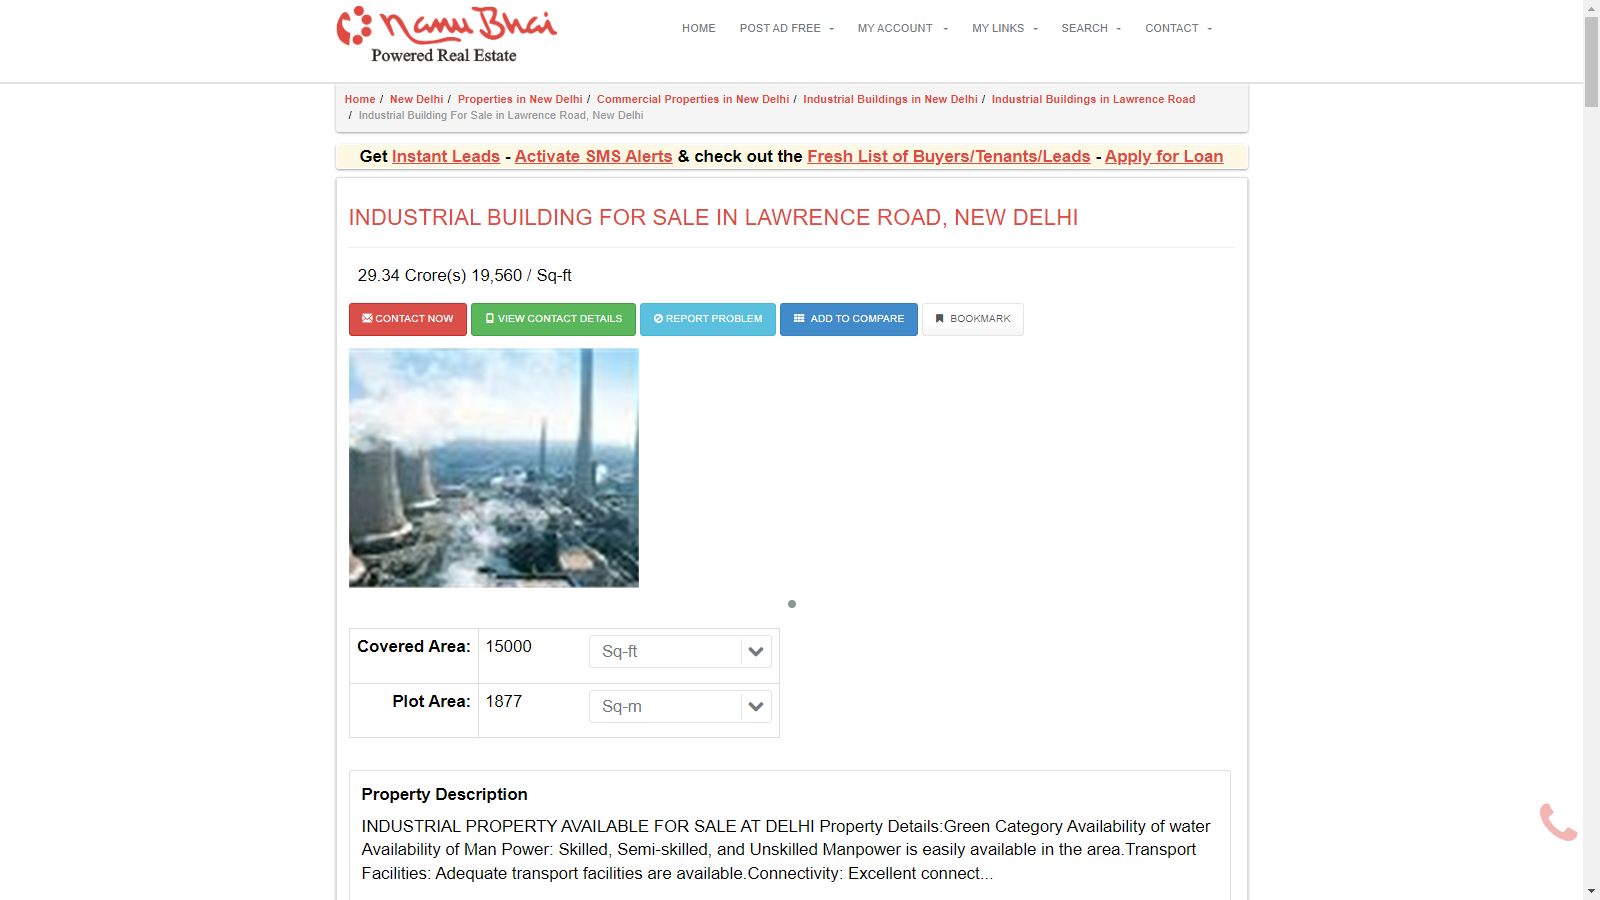 Nanu Bhai
Powered Real Estate
HOME POST AD FREE MY ACCOUNT MY LINKS SEARCH CONTACT
Home / New Delhi / Properties in New Delhi / Commercial Properties in New Delhi / Industrial Buildings in New Delhi / Industrial Buildings in Lawrence Road
/ Industrial Building For Sale in Lawrence Road, New Delhi
Get Instant Leads - Activate SMS Alerts & check out the Fresh List of Buyers/Tenants/Leads - Apply for Loan
INDUSTRIAL BUILDING FOR SALE IN LAWRENCE ROAD, NEW DELHI
29.34 Crore(s) 19,560 / Sq-ft
CONTACT NOW VIEW CONTACT DETAILS REPORT PROBLEM ADD TO COMPARE BOOKMARK
Covered Area: 15000 Sq-ft
Plot Area: 1877 Sq-m
Property Description
INDUSTRIAL PROPERTY AVAILABLE FOR SALE AT DELHI Property Details:Green Category Availability of water
Availability of Man Power: Skilled, Semi-skilled, and Unskilled Manpower is easily available in the area.Transport
Facilities: Adequate transport facilities are available.Connectivity: Excellent connect...